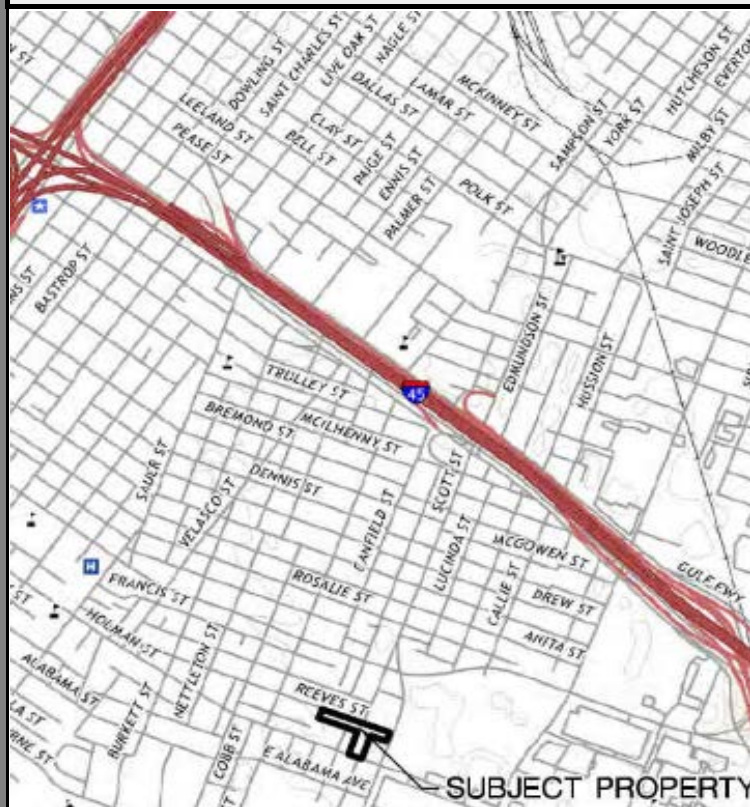 NAGLE ST
LIVE OAK ST
SAINT CHARLES ST
DOWLING ST
HUTCHESON ST
MCKINNEY ST
LAMAR ST
DALLAS ST
LEELAND ST
CLAY ST
PEASE ST
BELL ST
PAIGE ST
ENNIS ST
PALMER ST
POLK ST
SAMPSON ST
YORK ST
MILBY ST
SAINT JOSEPH ST
BASTROP ST
EDMUNDSON ST
HUSSION ST
45
TRULLEY ST
BREMOND ST
MCILHENNY ST
SAULR ST
VELASCO ST
DENNIS ST
CANFIELD ST
SCOTT ST
LUCINDA ST
MCGOWEN ST
CALLIE ST
DREW ST
ANITA ST
GULF FWY
H
FRANCIS ST
ROSALIE ST
HOLMAN ST
NETTLETON ST
ALABAMA ST
BURKETT ST
REEVES ST
COBB ST
E ALABAMA AVE
SUBJECT PROPERTY